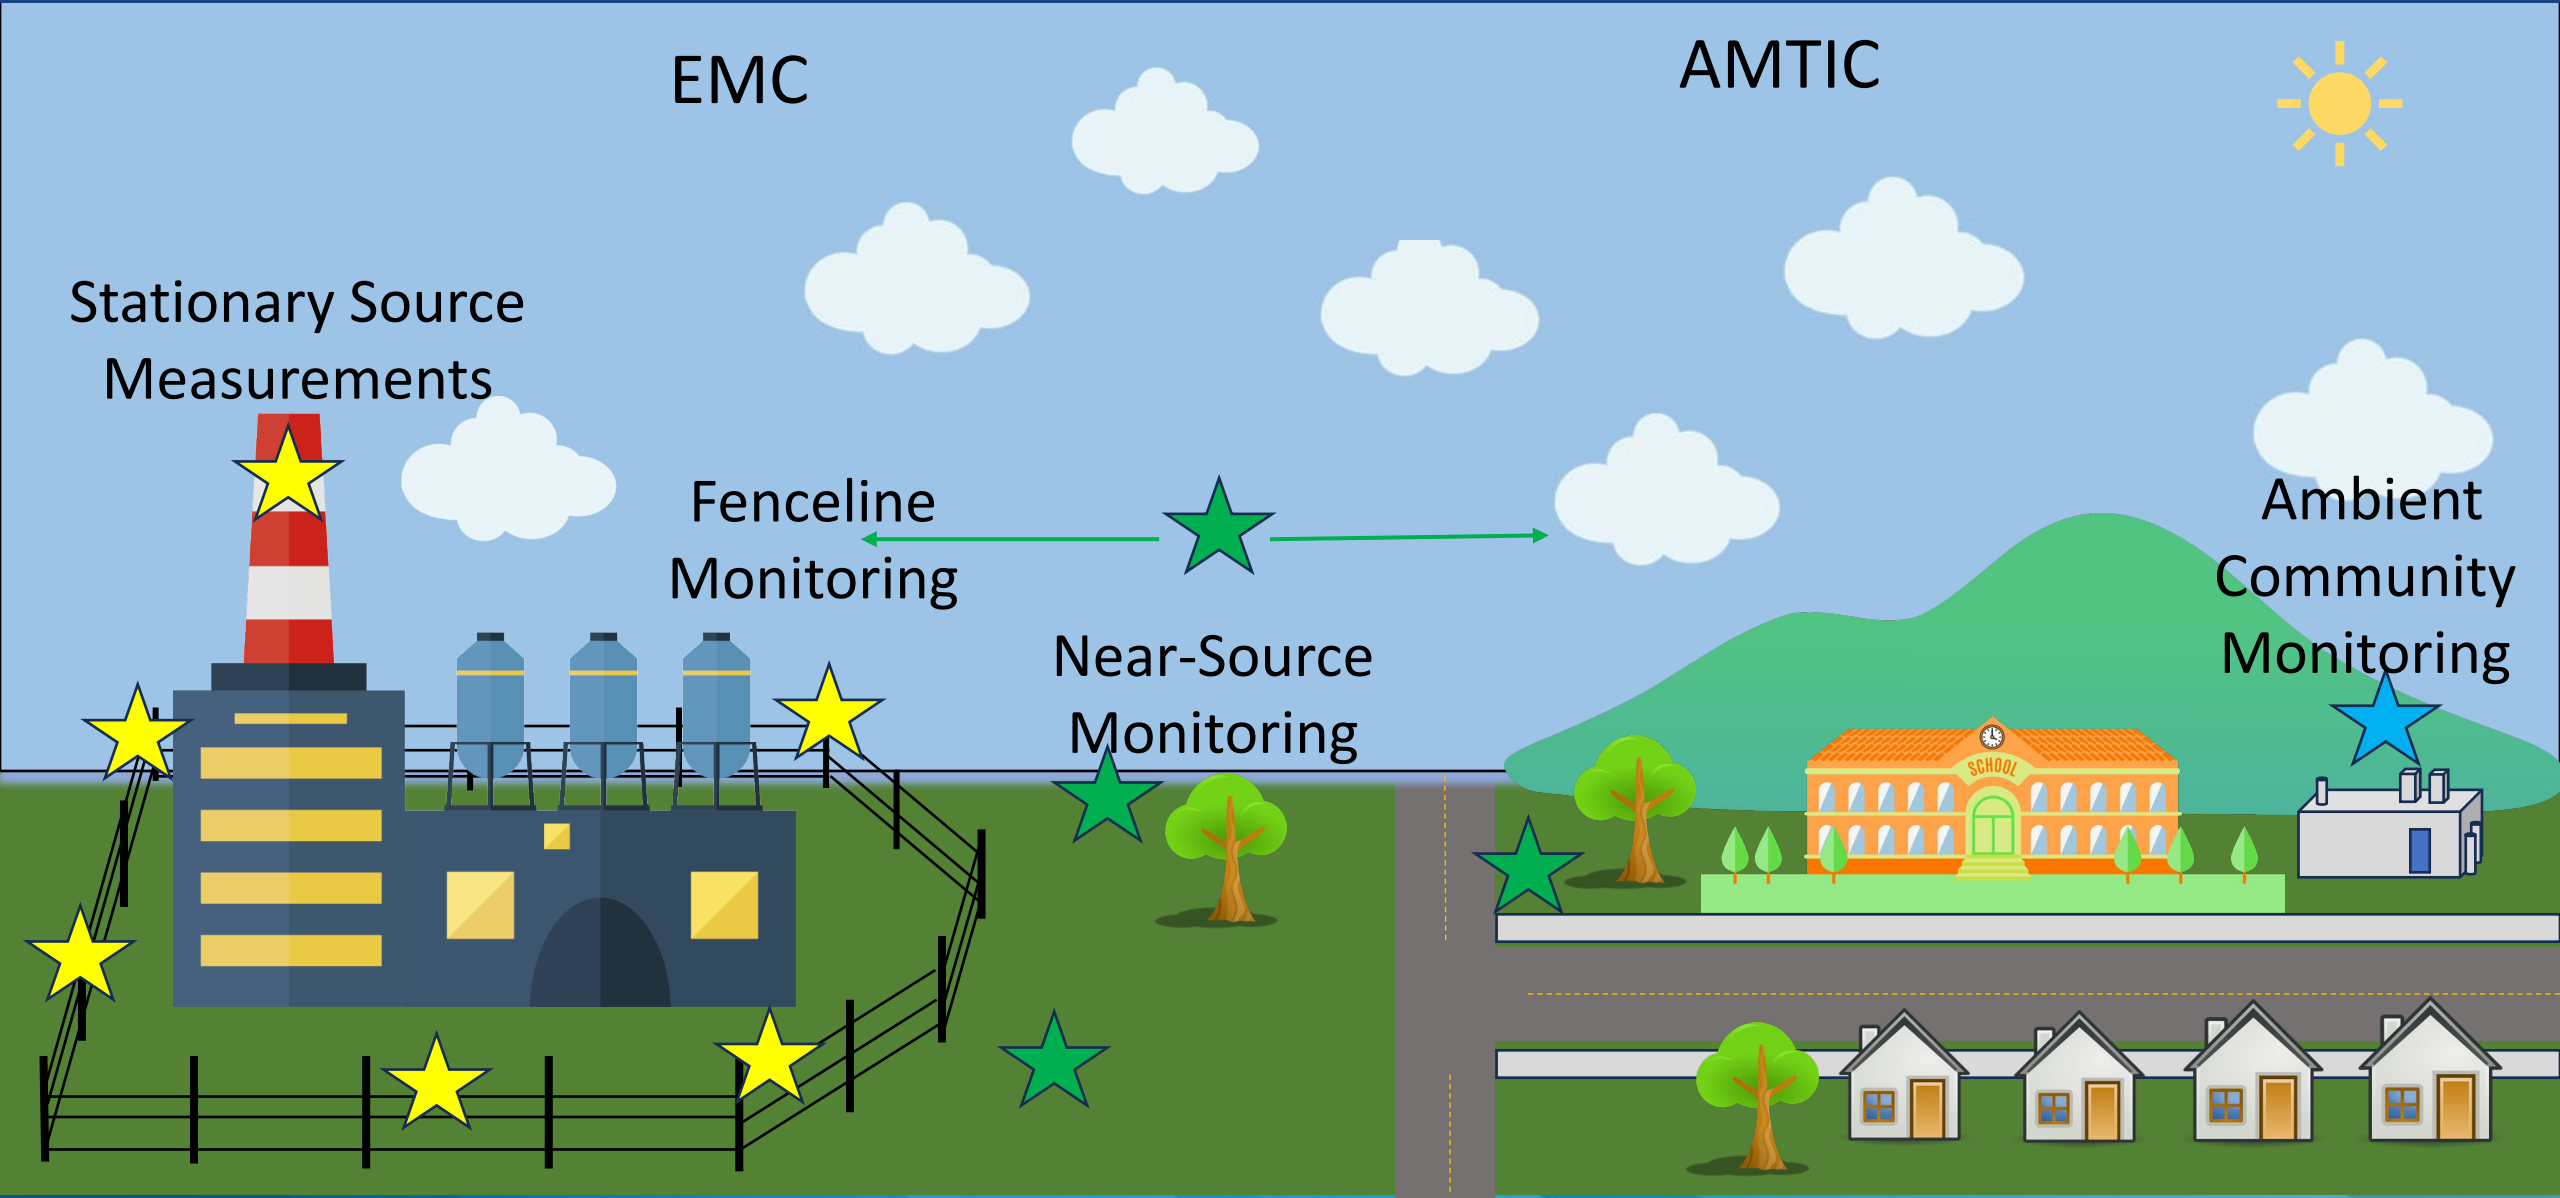 EMC
AMTIC
Stationary Source
Measurements
Fenceline
Monitoring
Near-Source
Monitoring
Ambient
Community
Monitoring
SCHOOL